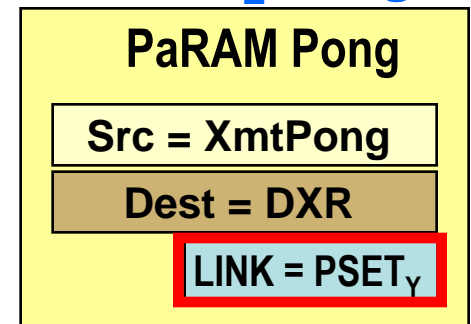 PaRAM Pong
Src = XmtPong
Dest = DXR
LINK = PSETY